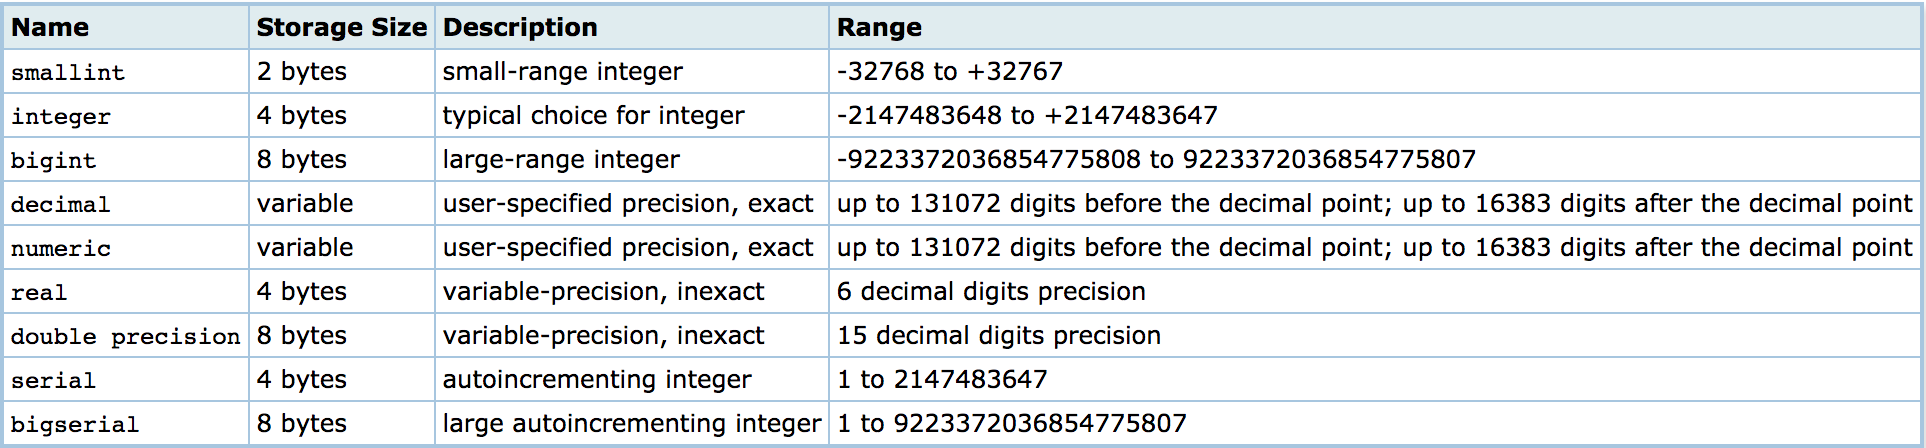 Name Storage Size Description Range
smallint 2 bytes small-range integer -32768 to +32767
integer 4 bytes typical choice for integer -2147483648 to +2147483647
bigint 8 bytes large-range integer -9223372036854775808 to 9223372036854775807
decimal variable user-specified precision, exact up to 131072 digits before the decimal point; up to 16383 digits after the decimal point
numeric variable user-specified precision, exact up to 131072 digits before the decimal point; up to 16383 digits after the decimal point
real 4 bytes variable-precision, inexact 6 decimal digits precision
double precision 8 bytes variable-precision, inexact 15 decimal digits precision
serial 4 bytes autoincrementing integer 1 to 2147483647
bigserial 8 bytes large autoincrementing integer 1 to 9223372036854775807